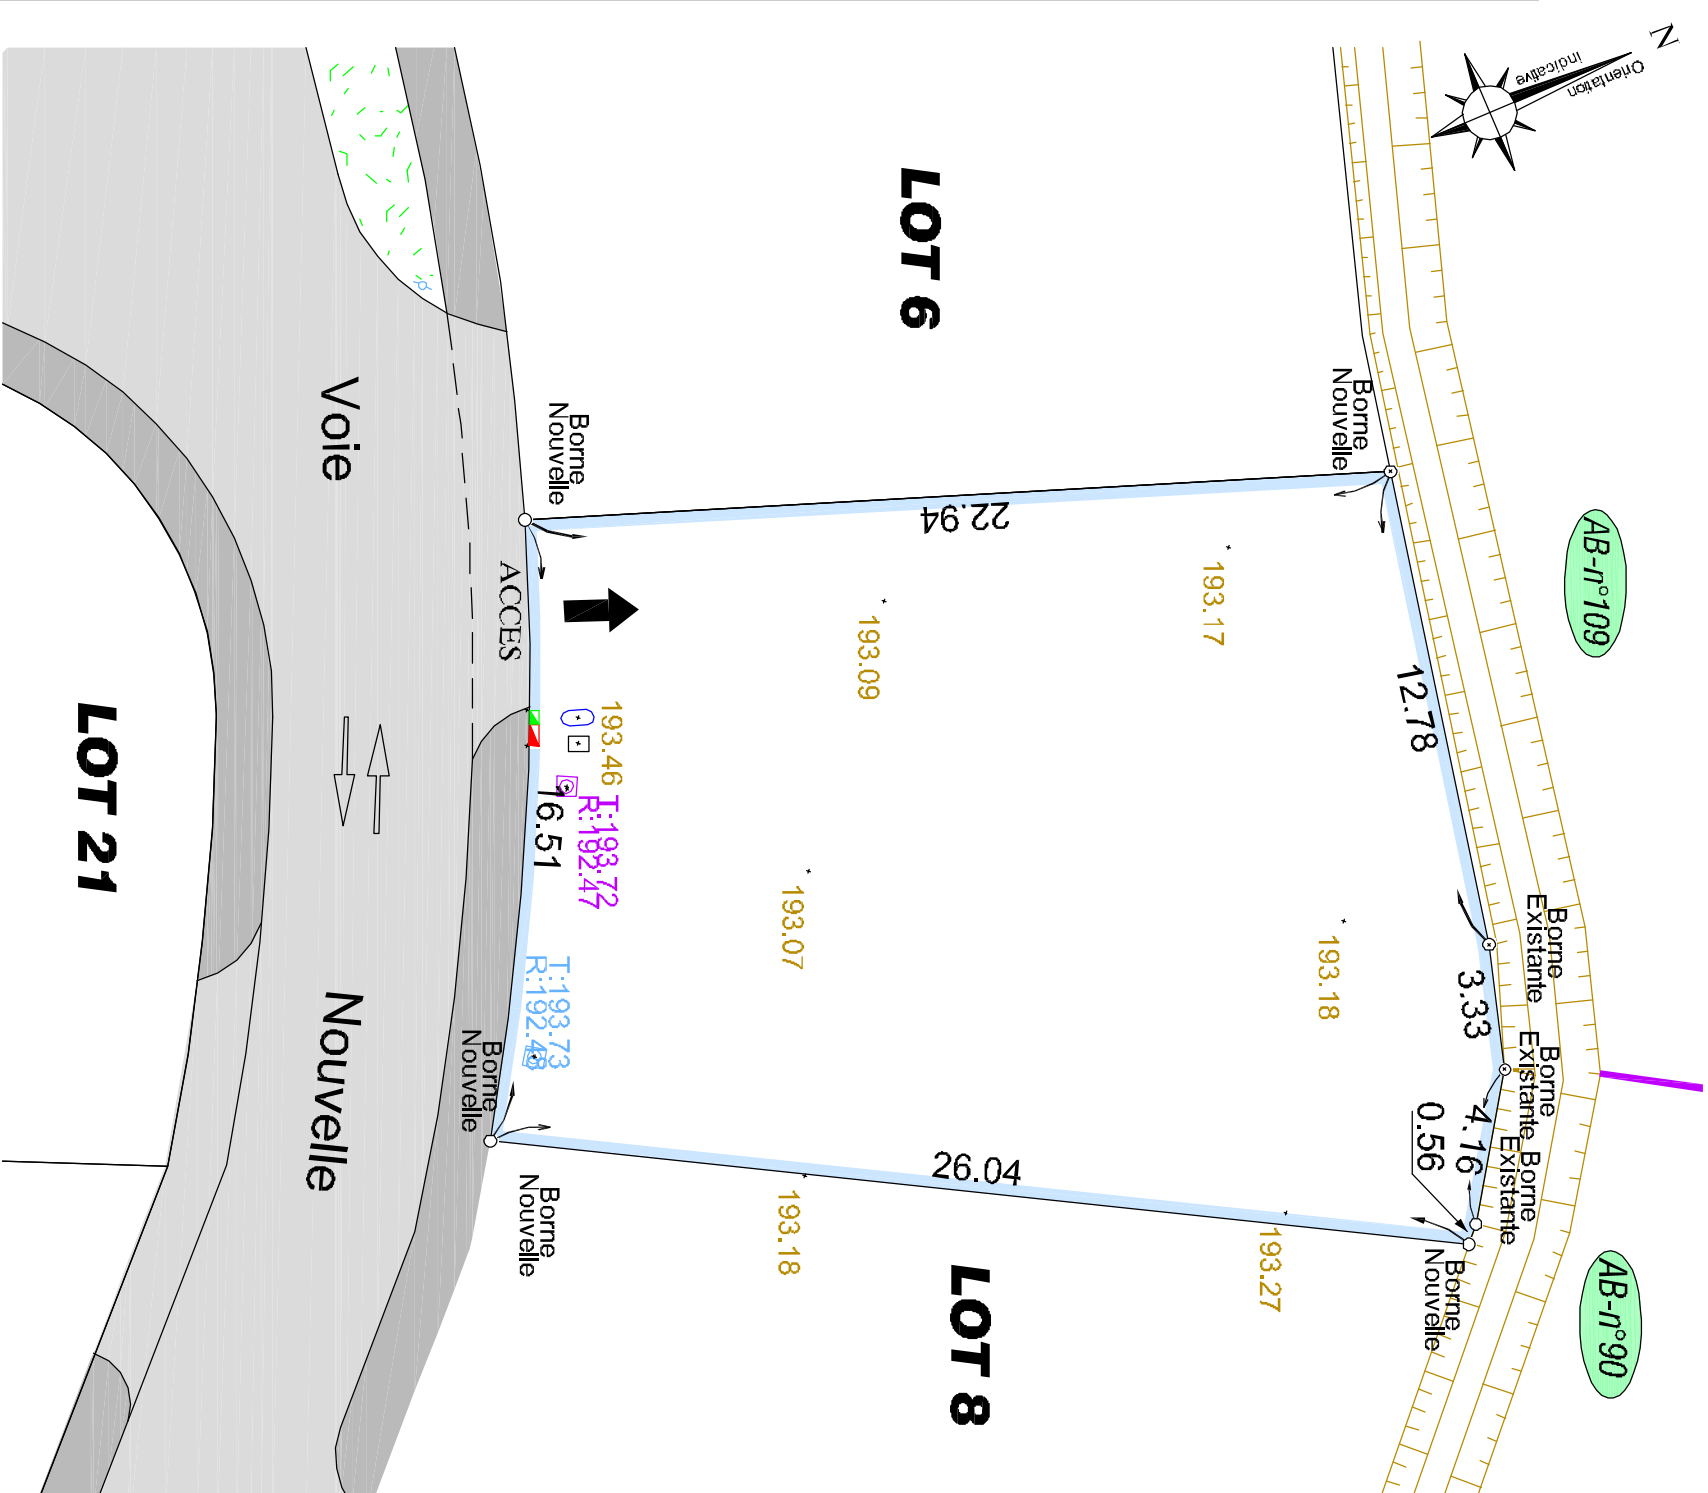 N
Orientation
indicative
LOT 6
Borne
Nouvelle
Borne
Nouvelle
22.94
AB-n°109
Voie
ACCES
193.17
193.09
12.78
193.46
T:193.72
R:192.47
16.51
LOT 21
193.07
193.18
Borne
Existante
3.33
T:193.73
R:192.48
Nouvelle
Borne
Nouvelle
Borne
Existante
4.16
0.56
Borne
Existante
26.04
Borne
Nouvelle
193.18
193.27
Borne
Nouvelle
LOT 8
AB-n°90